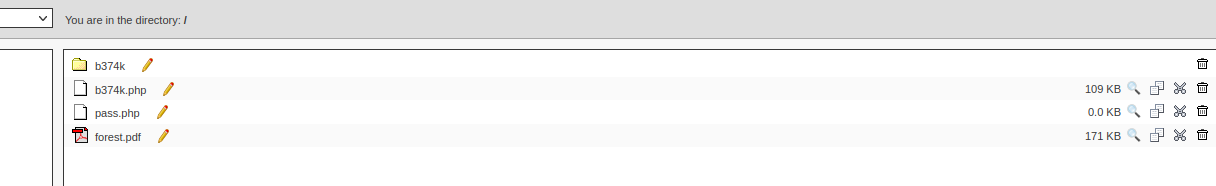 You are in the directory: /
b374k
b374k.php 109 KB
pass.php 0.0 KB
forest.pdf 171 KB